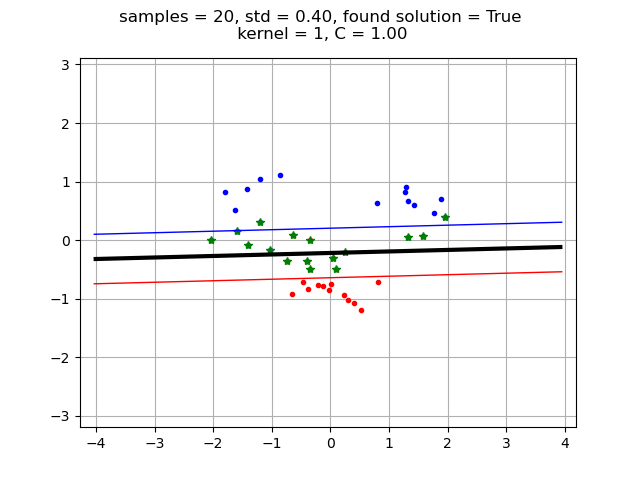 samples = 20, std = 0.40, found solution = True
kernel = 1, C = 1.00
3
2
1
0
−1
−2
−3
−4 −3 −2 −1 0 1 2 3 4